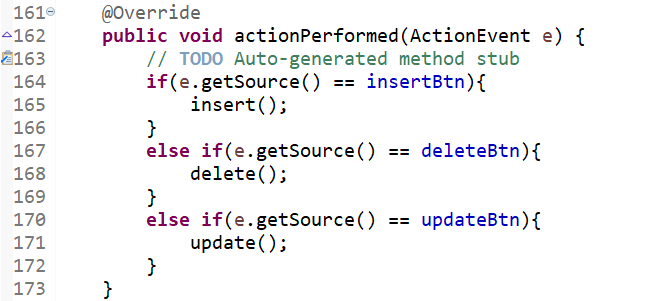 161 @Override
162 public void actionPerformed(ActionEvent e) {
163 // TODO Auto-generated method stub
164 if(e.getSource() == insertBtn){
165 insert();
166 }
167 else if(e.getSource() == deleteBtn){
168 delete();
169 }
170 else if(e.getSource() == updateBtn){
171 update();
172 }
173 }